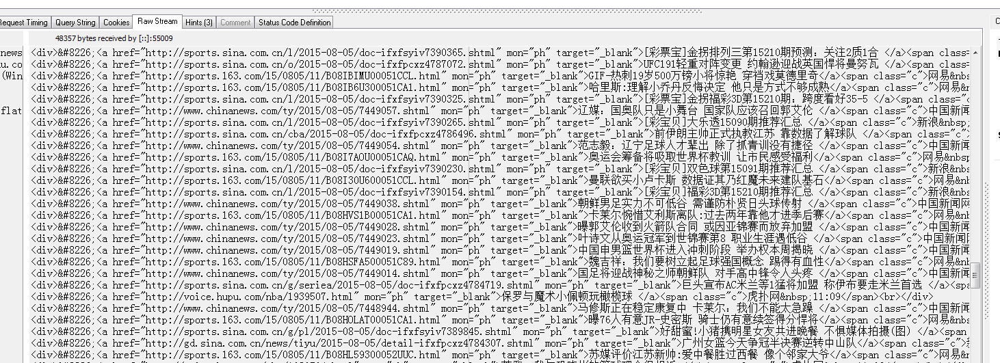 Request Timing Query String Cookies Raw Stream Hints (3) Comment Status Code Definition
48357 bytes received by [::]:55009
<div>&#8226;<a href="http://sports.sina.com.cn/l/2015-08-05/doc-ifxfsyiv7390365.shtml" mon="ph" target="_blank">[彩票宝]金拐排列三第15210期预测：关注2质1合 </a><span class=
news <div>&#8226;<a href="http://sports.sina.com.cn/o/2015-08-05/doc-ifxfpcxz4787072.shtml" mon="ph" target="_blank">UFC191轻重对阵变更 约翰逊迎战英国悍将曼努瓦 </a><span class=
u.co <div>&#8226;<a href="http://sports.163.com/15/0805/11/B08IBIMU00051CCL.html" mon="ph" target="_blank">GIF-热刺19岁500万镑小将惊艳 穿裆戏莫德里奇</a><span class="c">网易&n
(Win <div>&#8226;<a href="http://sports.163.com/15/0805/11/B08IB6U300051CA1.html" mon="ph" target="_blank">哈里斯:理解小乔丹反悔决定 他只是方式不够成熟</a><span class="c">网易&n
<div>&#8226;<a href="http://sports.sina.com.cn/l/2015-08-05/doc-ifxfsyiv7390325.shtml" mon="ph" target="_blank">[彩票宝]金拐福彩3D第15210期：跨度看好35-5 </a><span class="c
flat <div>&#8226;<a href="http://www.chinanews.com/ty/2015/08-05/7449057.shtml" mon="ph" target="_blank">辽媒：国奥队只是小舞台 国家队应该召回郭艾伦 </a><span class="c">中国新闻
<div>&#8226;<a href="http://sports.sina.com.cn/l/2015-08-05/doc-ifxfsyiv7390265.shtml" mon="ph" target="_blank">[彩宝贝]大乐透15090期推荐汇总 </a><span class="c">新浪&nbsp;
<div>&#8226;<a href="http://sports.sina.com.cn/cba/2015-08-05/doc-ifxfpcxz4786496.shtml" mon="ph" target="_blank">前伊朗主帅正式执教江苏 靠数据了解球队 </a><span class="c">
<div>&#8226;<a href="http://www.chinanews.com/ty/2015/08-05/7449054.shtml" mon="ph" target="_blank">范志毅：辽宁足球人才辈出 除了抓青训没有捷径 </a><span class="c">中国新闻
<div>&#8226;<a href="http://sports.163.com/15/0805/11/B08I7AOU00051CAQ.html" mon="ph" target="_blank">奥运会筹备将吸取世界杯教训 让市民感受福利</a><span class="c">网易&nb
<div>&#8226;<a href="http://sports.sina.com.cn/l/2015-08-05/doc-ifxfsyiv7390230.shtml" mon="ph" target="_blank">[彩宝贝]双色球第15091期推荐汇总 </a><span class="c">新浪&nb
<div>&#8226;<a href="http://sports.163.com/15/0805/11/B08I30U600051CCL.html" mon="ph" target="_blank">曼联欲买小卢卡斯 数据证其乃红魔未来建队基石</a><span class="c">网易&n
<div>&#8226;<a href="http://sports.sina.com.cn/l/2015-08-05/doc-ifxfsyiv7390154.shtml" mon="ph" target="_blank">[彩宝贝]福彩3D第15210期推荐汇总 </a><span class="c">新浪&nbs
<div>&#8226;<a href="http://www.chinanews.com/ty/2015/08-05/7449038.shtml" mon="ph" target="_blank">朝鲜男足实力不可低谷 需谨防朴贤日头球传射 </a><span class="c">中国新闻网
<div>&#8226;<a href="http://sports.163.com/15/0805/11/B08HVS1B00051CA1.html" mon="ph" target="_blank">卡莱尔惋惜艾利斯离队:过去两年靠他才进季后赛</a><span class="c">网易&n
<div>&#8226;<a href="http://www.chinanews.com/ty/2015/08-05/7449028.shtml" mon="ph" target="_blank">曝郭艾伦收到火箭队合同 或因亚锦赛而放弃加盟 </a><span class="c">中国新闻
<div>&#8226;<a href="http://www.chinanews.com/ty/2015/08-05/7449023.shtml" mon="ph" target="_blank">叶诗文从奥运冠军到世锦赛第8 职业生涯遇低谷 </a><span class="c">中国新闻
<div>&#8226;<a href="http://www.chinanews.com/ty/2015/08-05/7449019.shtml" mon="ph" target="_blank">中国申男篮世界杯进入冲刺阶段 举办权本周揭晓 </a><span class="c">中国新闻
<div>&#8226;<a href="http://sports.163.com/15/0805/11/B08HSFA500051C89.html" mon="ph" target="_blank">魏吉祥：我们要树立起足球强国概念 踢得有血性</a><span class="c">网易&n
<div>&#8226;<a href="http://www.chinanews.com/ty/2015/08-05/7449014.shtml" mon="ph" target="_blank">国足将迎战神秘之师朝鲜队 对手高中锋令人头疼 </a><span class="c">中国新闻
<div>&#8226;<a href="http://sports.sina.com.cn/g/seriea/2015-08-05/doc-ifxfpcxz4784719.shtml" mon="ph" target="_blank">巨头宣布AC米兰等1猛将加盟 称伊布要走米兰首选 </a><spa
<div>&#8226;<a href="http://voice.hupu.com/nba/1939507.html" mon="ph" target="_blank">保罗与魔术小佩顿玩橄榄球 </a><span class="c">虎扑网&nbsp;11:09</span><br></div>
<div>&#8226;<a href="http://www.chinanews.com/ty/2015/08-05/7448944.shtml" mon="ph" target="_blank">马修斯正在稳定康复中 卡莱尔：我们不能太急躁 </a><span class="c">中国新闻
<div>&#8226;<a href="http://sports.163.com/15/0805/11/B08HOLAT00051CA1.html" mon="ph" target="_blank">曝76人有意JR-史密斯 骑士仍有意续签得分悍将</a><span class="c">网易&n
<div>&#8226;<a href="http://sports.sina.com.cn/g/pl/2015-08-05/doc-ifxfsyiv7389845.shtml" mon="ph" target="_blank">好甜蜜!小猪携明星女友共进晚餐 不惧媒体拍摄(图) </a><span c
<div>&#8226;<a href="http://gd.sina.com.cn/news/tiyu/2015-08-05/detail-ifxfpcxz4784307.shtml" mon="ph" target="_blank">广州女篮今天争冠半决赛逆转中山队</a><span class="c">
<div>&#8226;<a href="http://sports.163.com/15/0805/11/B08HL59300052UUC.html" mon="ph" target="_blank">苏媒评价江苏新帅:爱中餐胜过西餐 像个邻家大爷</a><span class="c">网易&n